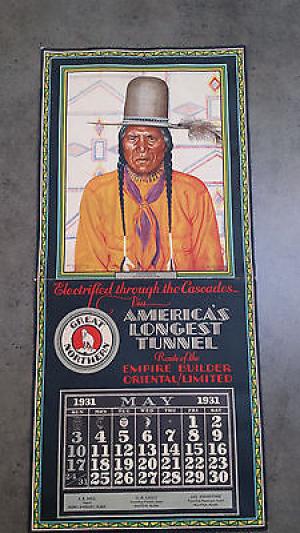 Electrified through the Cascades
Via
AMERICA'S
LONGEST
TUNNEL
Route of the
EMPIRE BUILDER
ORIENTAL LIMITED
GREAT
NORTHERN
1931 MAY 1931
SUN. MON. TUE. WED. THU. FRI. SAT.
1 2
3 4 5 6 7 8 9
10 11 12 13 14 15 16
17 18 19 20 21 22 23
24/31 25 26 27 28 29 30